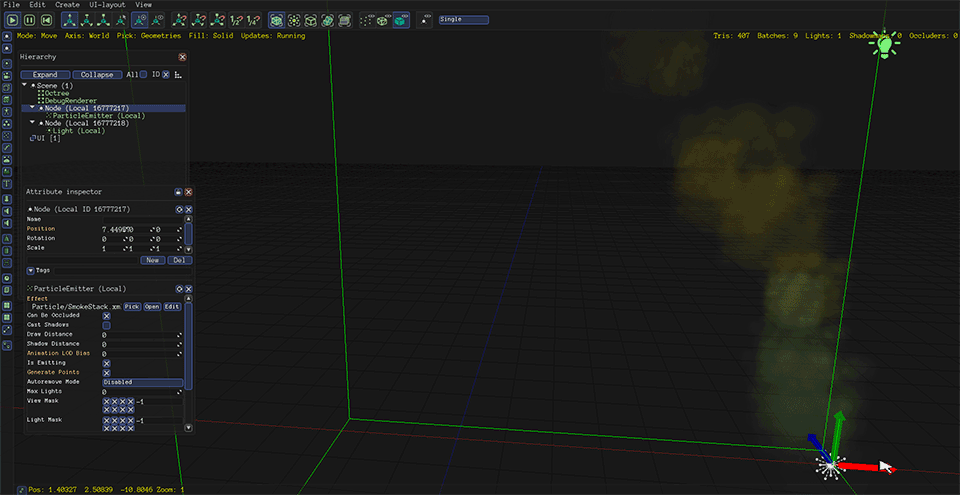 File Edit Create UI-layout View
Single
Mode: Move Axis: World Pick: Geometries Fill: Solid Updates: Running
Tris: 407 Batches: 9 Lights: 1 Shadowmaps: 0 Occluders: 0
Hierarchy
Expand Collapse All ID
Scene (1)
Octree
DebugRenderer
Node (Local 16777217)
ParticleEmitter (Local)
Node (Local 16777218)
Light (Local)
UI [1]
Attribute inspector
Node (Local ID 16777217)
Name
Position 0 0
Rotation 0 0 0
Scale 1 1 1
New Del
Tags
ParticleEmitter (Local)
Effect
Particle/SmokeStack.xm Pick Open Edit
Can Be Occluded
Cast Shadows
Draw Distance 0
Shadow Distance 0
Animation LOD Bias 0
Is Emitting
Generate Points
Autoremove Mode Disabled
Max Lights 0
View Mask -1
Light Mask -1
Pos: 1.40327 2.50839 -10.8046 Zoom: 1